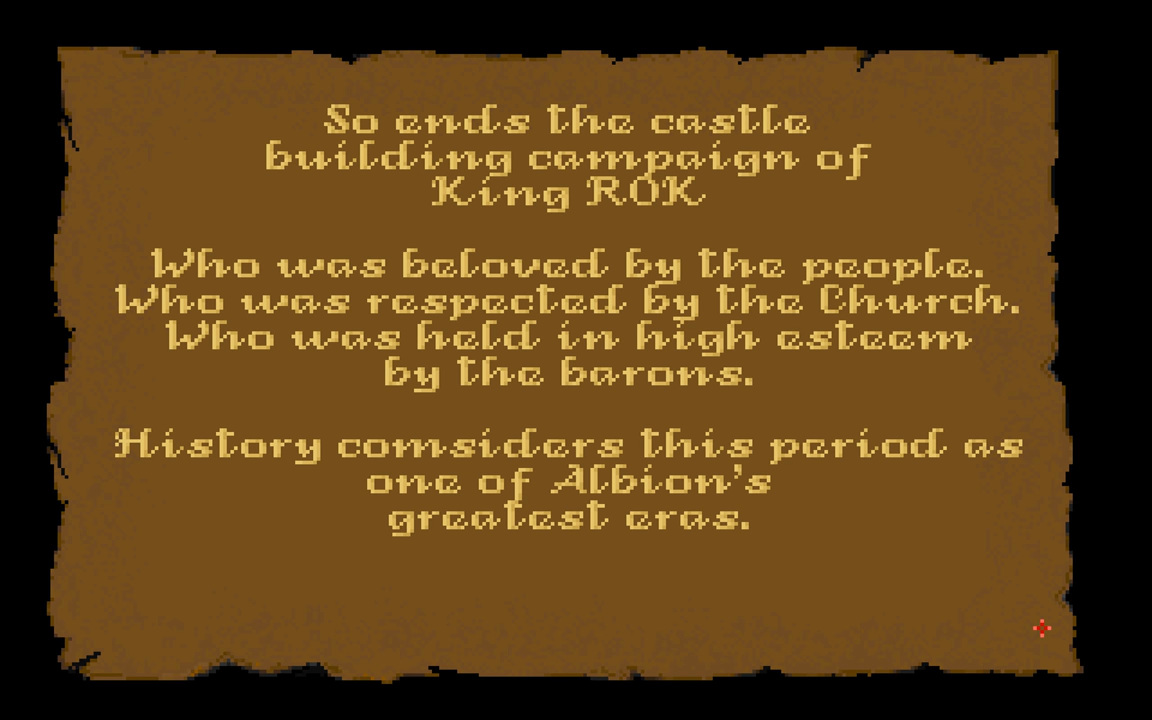 So ends the castle
building campaign of
King ROK
Who was beloved by the people.
Who was respected by the Church.
Who was held in high esteem
by the barons.
History comsiders this period as
one of Albion's
greatest eras.